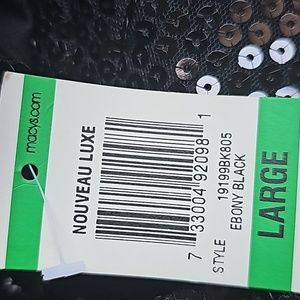 macys.com
NOUVEAU LUXE
7 33004 92098 1
STYLE 19199BK805
EBONY BLACK
LARGE